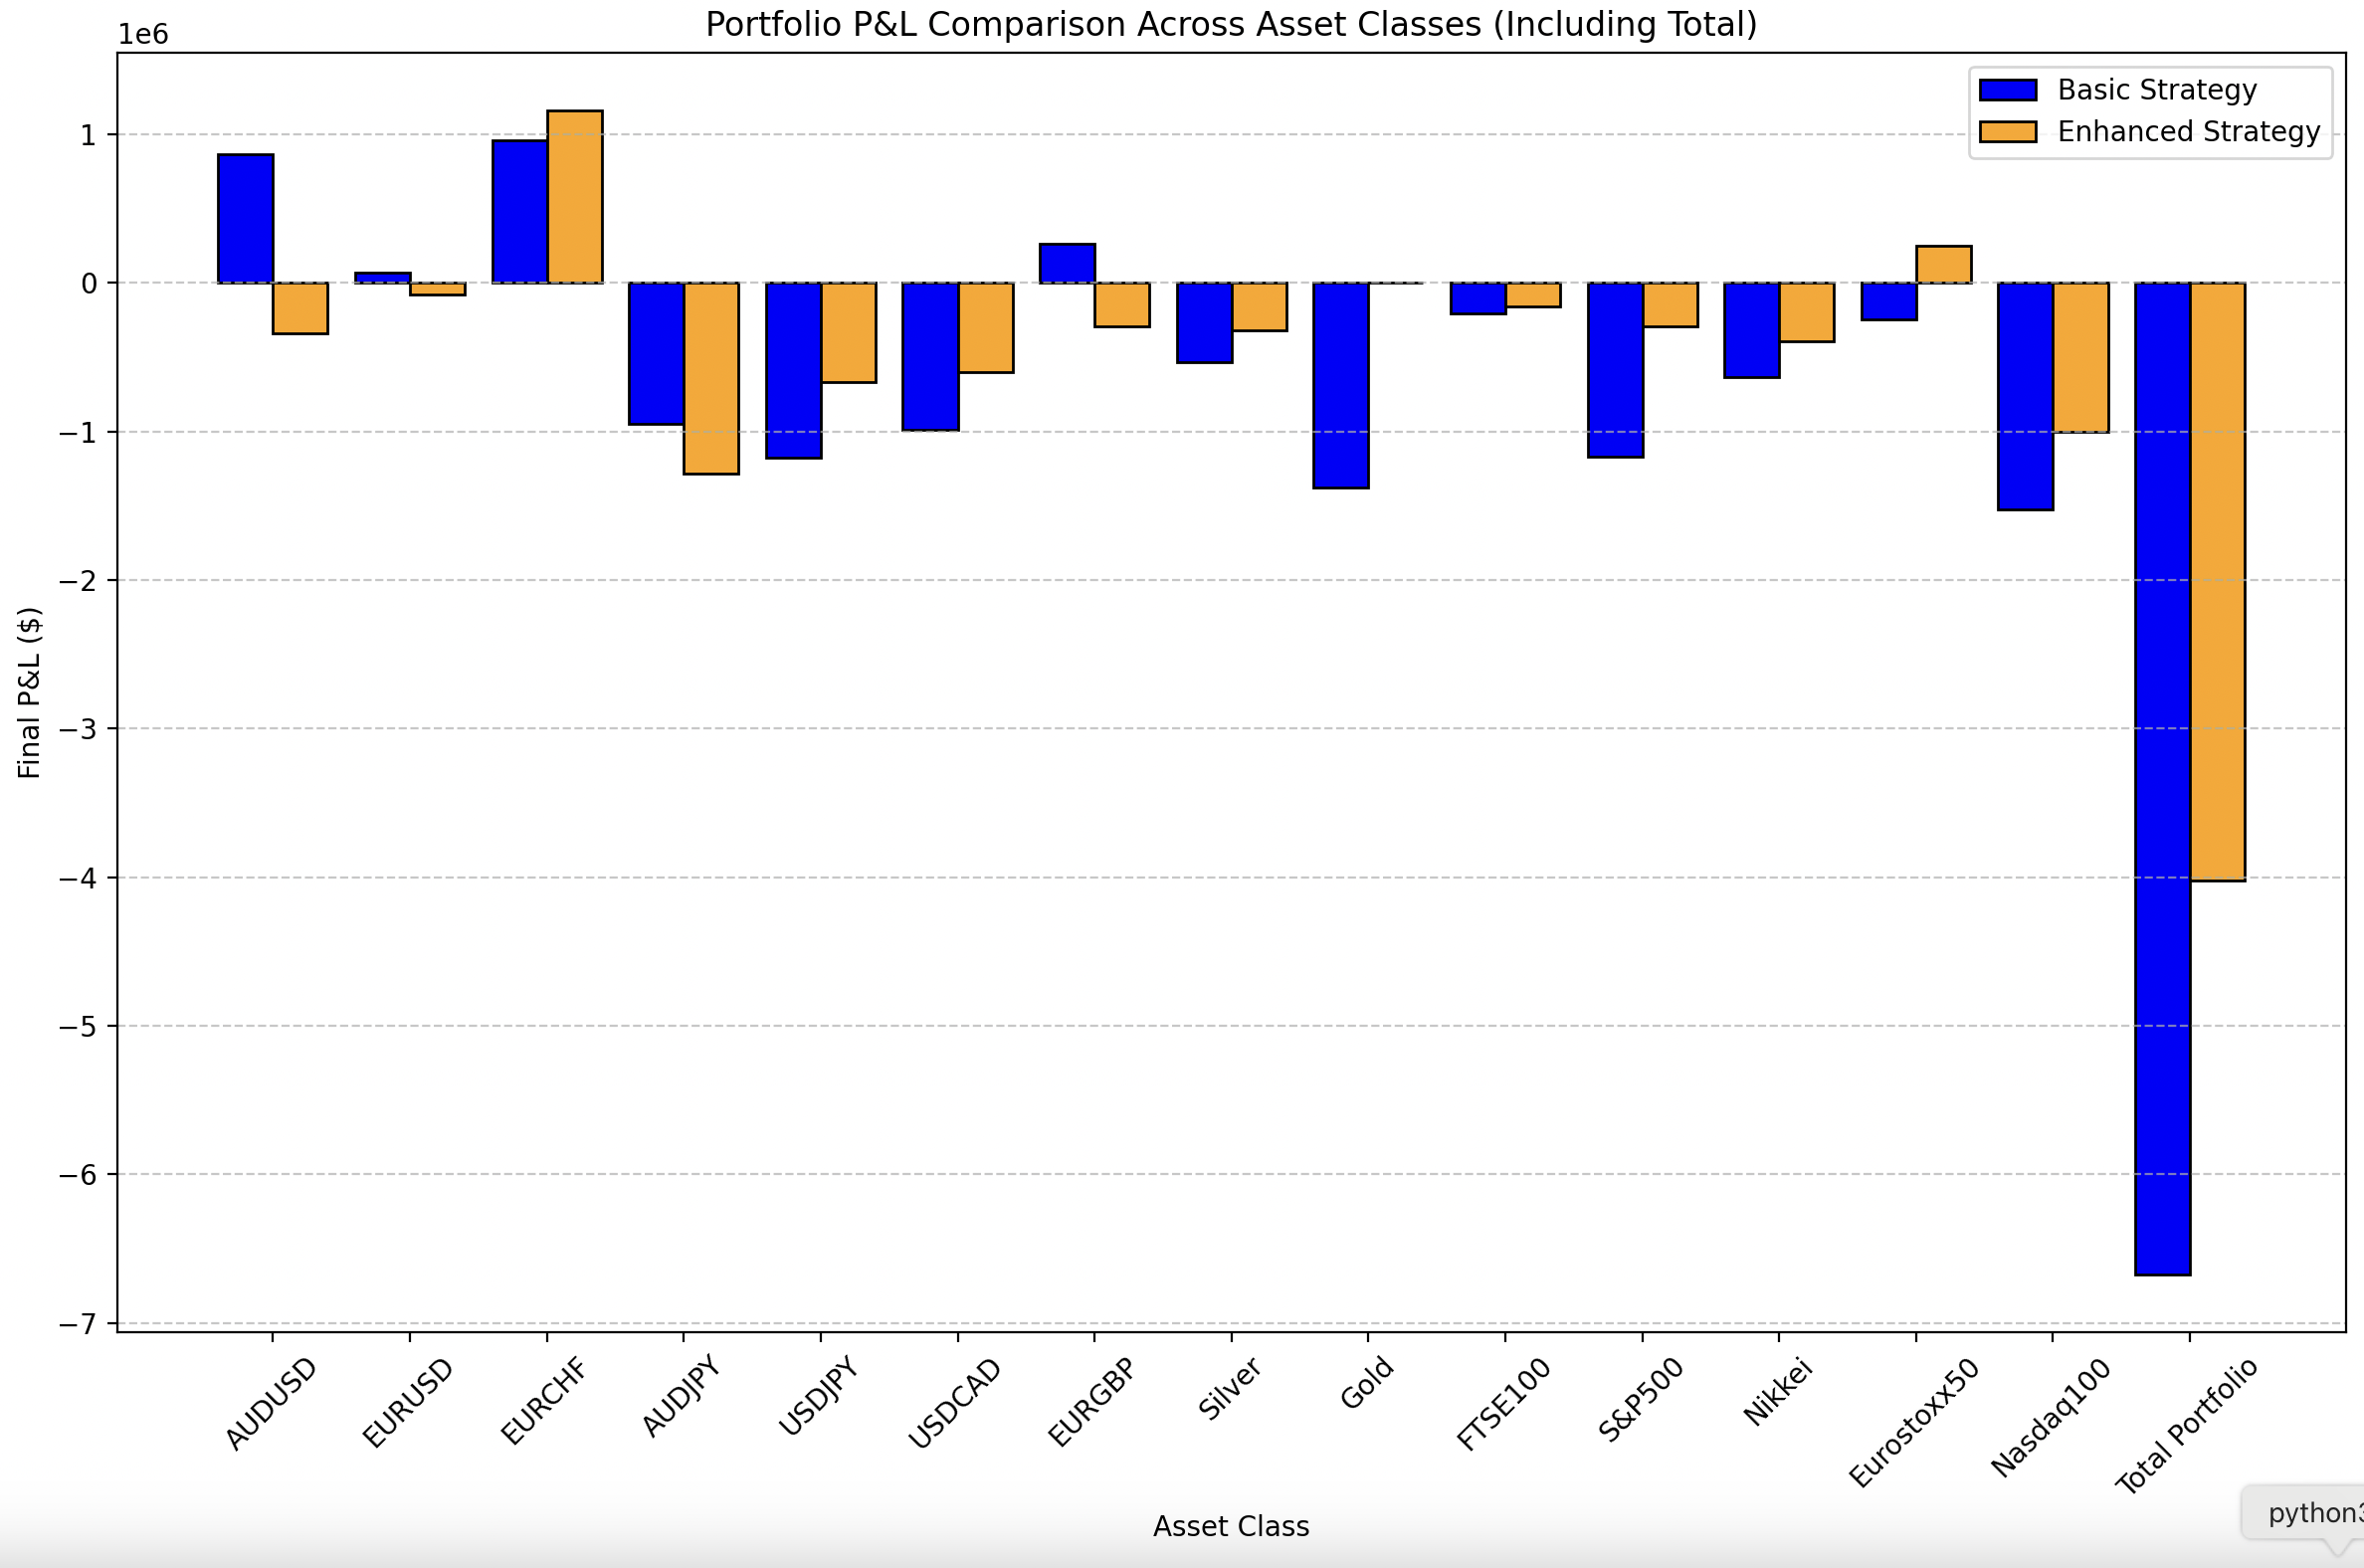 Portfolio P&L Comparison Across Asset Classes (Including Total)
1e6
Basic Strategy
Enhanced Strategy
1
0
−1
−2
−3
−4
−5
−6
−7
Final P&L ($)
AUDUSD
EURUSD
EURCHF
AUDJPY
USDJPY
USDCAD
EURGBP
Silver
Gold
FTSE100
S&P500
Nikkei
Eurostoxx50
Nasdaq100
Total Portfolio
Asset Class